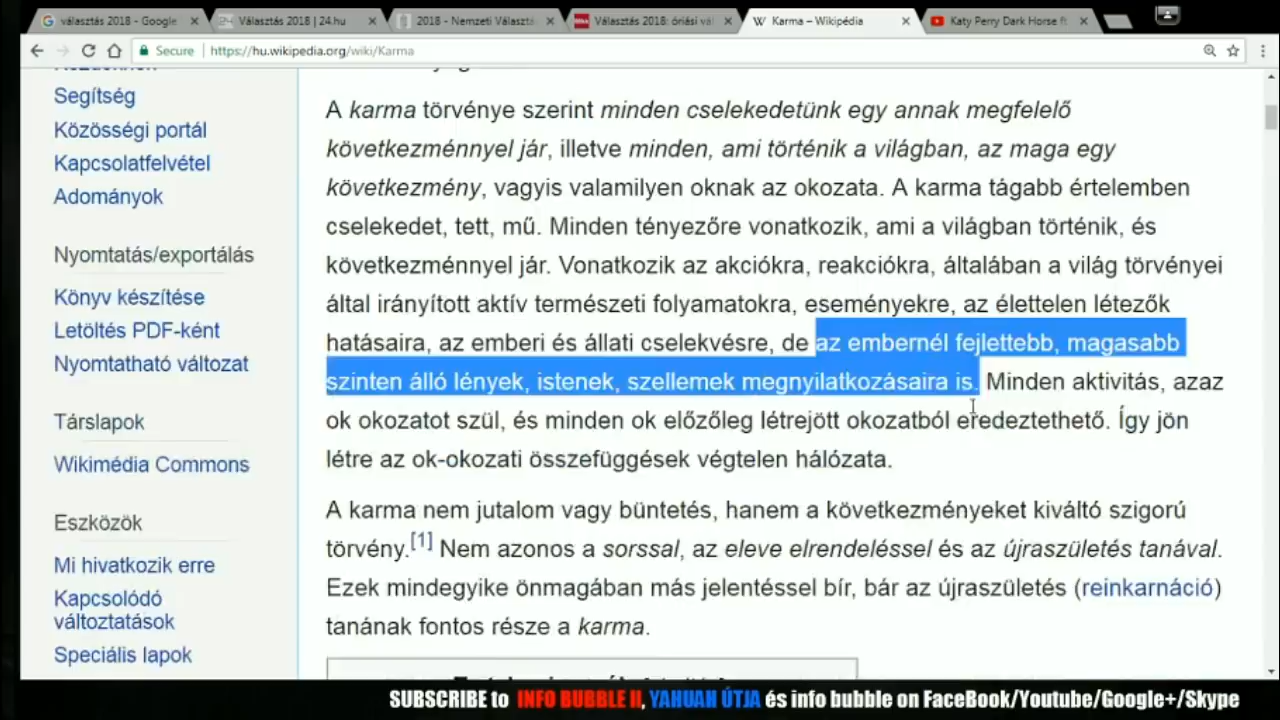 választás 2018 - Google
Választás 2018 | 24.hu
2018 - Nemzeti Választá
Választás 2018: óriási vá
Karma – Wikipédia
Katy Perry Dark Horse ft
Secure | https://hu.wikipedia.org/wiki/Karma
Segítség
Közösségi portál
Kapcsolatfelvétel
Adományok
Nyomtatás/exportálás
Könyv készítése
Letöltés PDF-ként
Nyomtatható változat
Társlapok
Wikimédia Commons
Eszközök
Mi hivatkozik erre
Kapcsolódó
változtatások
Speciális lapok
A karma törvénye szerint minden cselekedetünk egy annak megfelelő
következménnyel jár, illetve minden, ami történik a világban, az maga egy
következmény, vagyis valamilyen oknak az okozata. A karma tágabb értelemben
cselekedet, tett, mű. Minden tényezőre vonatkozik, ami a világban történik, és
következménnyel jár. Vonatkozik az akciókra, reakciókra, általában a világ törvényei
által irányított aktív természeti folyamatokra, eseményekre, az élettelen létezők
hatásaira, az emberi és állati cselekvésre, de az embernél fejlettebb, magasabb
szinten álló lények, istenek, szellemek megnyilatkozásaira is. Minden aktivitás, azaz
ok okozatot szül, és minden ok előzőleg létrejött okozatból eredeztethető. Így jön
létre az ok-okozati összefüggések végtelen hálózata.
A karma nem jutalom vagy büntetés, hanem a következményeket kiváltó szigorú
törvény.[1] Nem azonos a sorssal, az eleve elrendeléssel és az újraszületés tanával.
Ezek mindegyike önmagában más jelentéssel bír, bár az újraszületés (reinkarnáció)
tanának fontos része a karma.
SUBSCRIBE to INFO BUBBLE II, YAHUAH ÚTJA és info bubble on FaceBook/Youtube/Google+/Skype